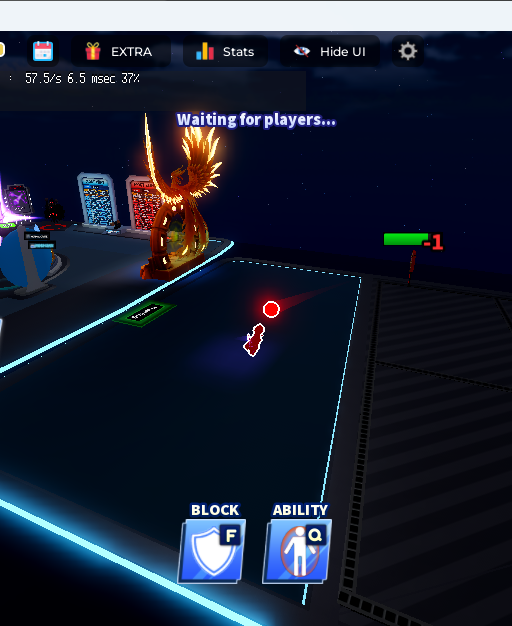 EXTRA
Stats
Hide UI
: 57.5/s 6.5 msec 37%
Waiting for players...
-1
BLOCK
ABILITY
F
Q